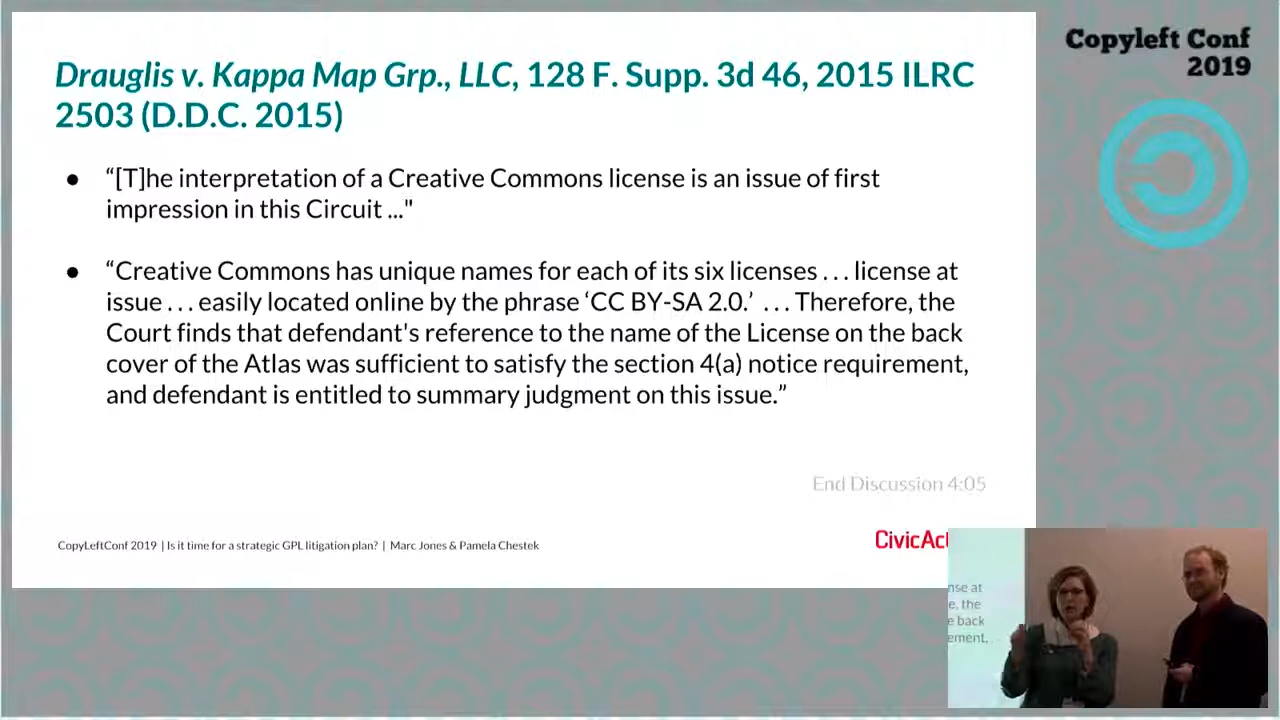 Drauglis v. Kappa Map Grp., LLC, 128 F. Supp. 3d 46, 2015 ILRC
2503 (D.D.C. 2015)
● “[T]he interpretation of a Creative Commons license is an issue of first
impression in this Circuit ..."
● “Creative Commons has unique names for each of its six licenses . . . license at
issue . . . easily located online by the phrase ‘CC BY-SA 2.0.’ . . . Therefore, the
Court finds that defendant's reference to the name of the License on the back
cover of the Atlas was sufficient to satisfy the section 4(a) notice requirement,
and defendant is entitled to summary judgment on this issue.”
End Discussion 4:05
CopyLeftConf 2019 | Is it time for a strategic GPL litigation plan? | Marc Jones & Pamela Chestek
CivicAc
Copyleft Conf
2019
nse at
e, the
e back
ement,